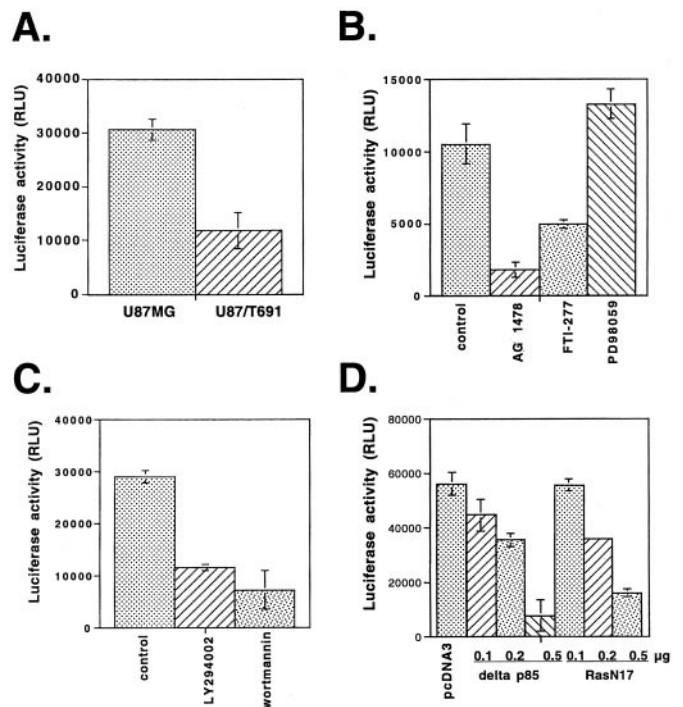 A.
Luciferase activity (RLU)
40000
30000
20000
10000
0
U87MG
U87/T691
B.
Luciferase activity (RLU)
15000
10000
5000
0
control
AG 1478
FTI-277
PD98059
C.
Luciferase activity (RLU)
40000
30000
20000
10000
0
control
LY294002
wortmannin
D.
Luciferase activity (RLU)
80000
60000
40000
20000
0
pcDNA3
0.1 0.2 0.5 0.1 0.2 0.5 µg
delta p85
RasN17